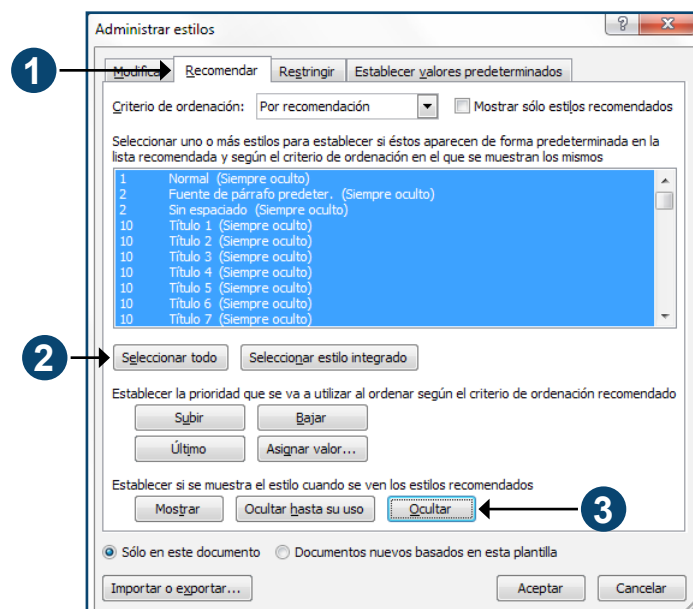 Administrar estilos
1
Modificar Recomendar Restringir Establecer valores predeterminados
Criterio de ordenación: Por recomendación Mostrar sólo estilos recomendados
Seleccionar uno o más estilos para establecer si éstos aparecen de forma predeterminada en la
lista recomendada y según el criterio de ordenación en el que se muestran los mismos
1 Normal (Siempre oculto)
2 Fuente de párrafo predeter. (Siempre oculto)
2 Sin espaciado (Siempre oculto)
10 Título 1 (Siempre oculto)
10 Título 2 (Siempre oculto)
10 Título 3 (Siempre oculto)
10 Título 4 (Siempre oculto)
10 Título 5 (Siempre oculto)
10 Título 6 (Siempre oculto)
10 Título 7 (Siempre oculto)
2
Seleccionar todo Seleccionar estilo integrado
Establecer la prioridad que se va a utilizar al ordenar según el criterio de ordenación recomendado
Subir Bajar
Último Asignar valor...
Establecer si se muestra el estilo cuando se ven los estilos recomendados
Mostrar Ocultar hasta su uso Ocultar 3
Sólo en este documento Documentos nuevos basados en esta plantilla
Importar o exportar... Aceptar Cancelar